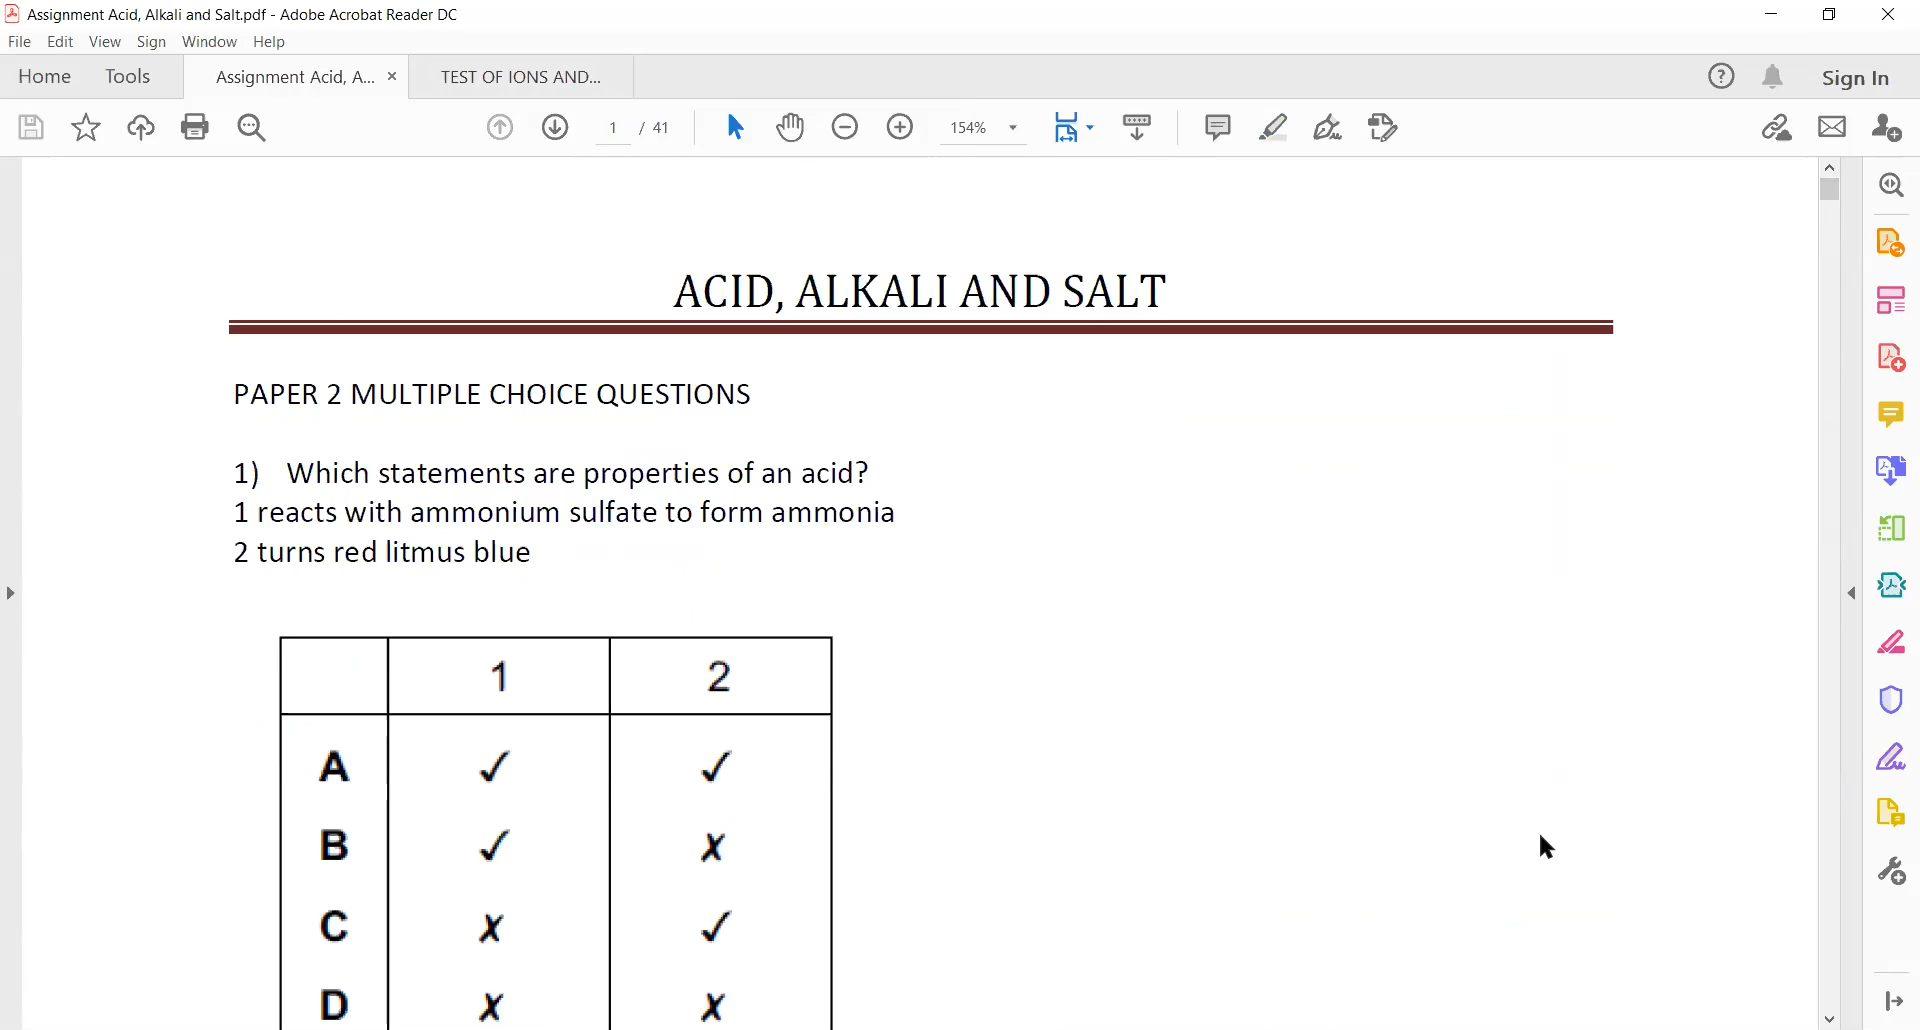 Assignment Acid, Alkali and Salt.pdf - Adobe Acrobat Reader DC
File Edit View Sign Window Help
Home Tools Assignment Acid, A... × TEST OF IONS AND... Sign In
1 / 41 154%
ACID, ALKALI AND SALT
PAPER 2 MULTIPLE CHOICE QUESTIONS
1) Which statements are properties of an acid?
1 reacts with ammonium sulfate to form ammonia
2 turns red litmus blue
1 2
A ✓ ✓
B ✓ ✗
C ✗ ✓
D ✗ ✗